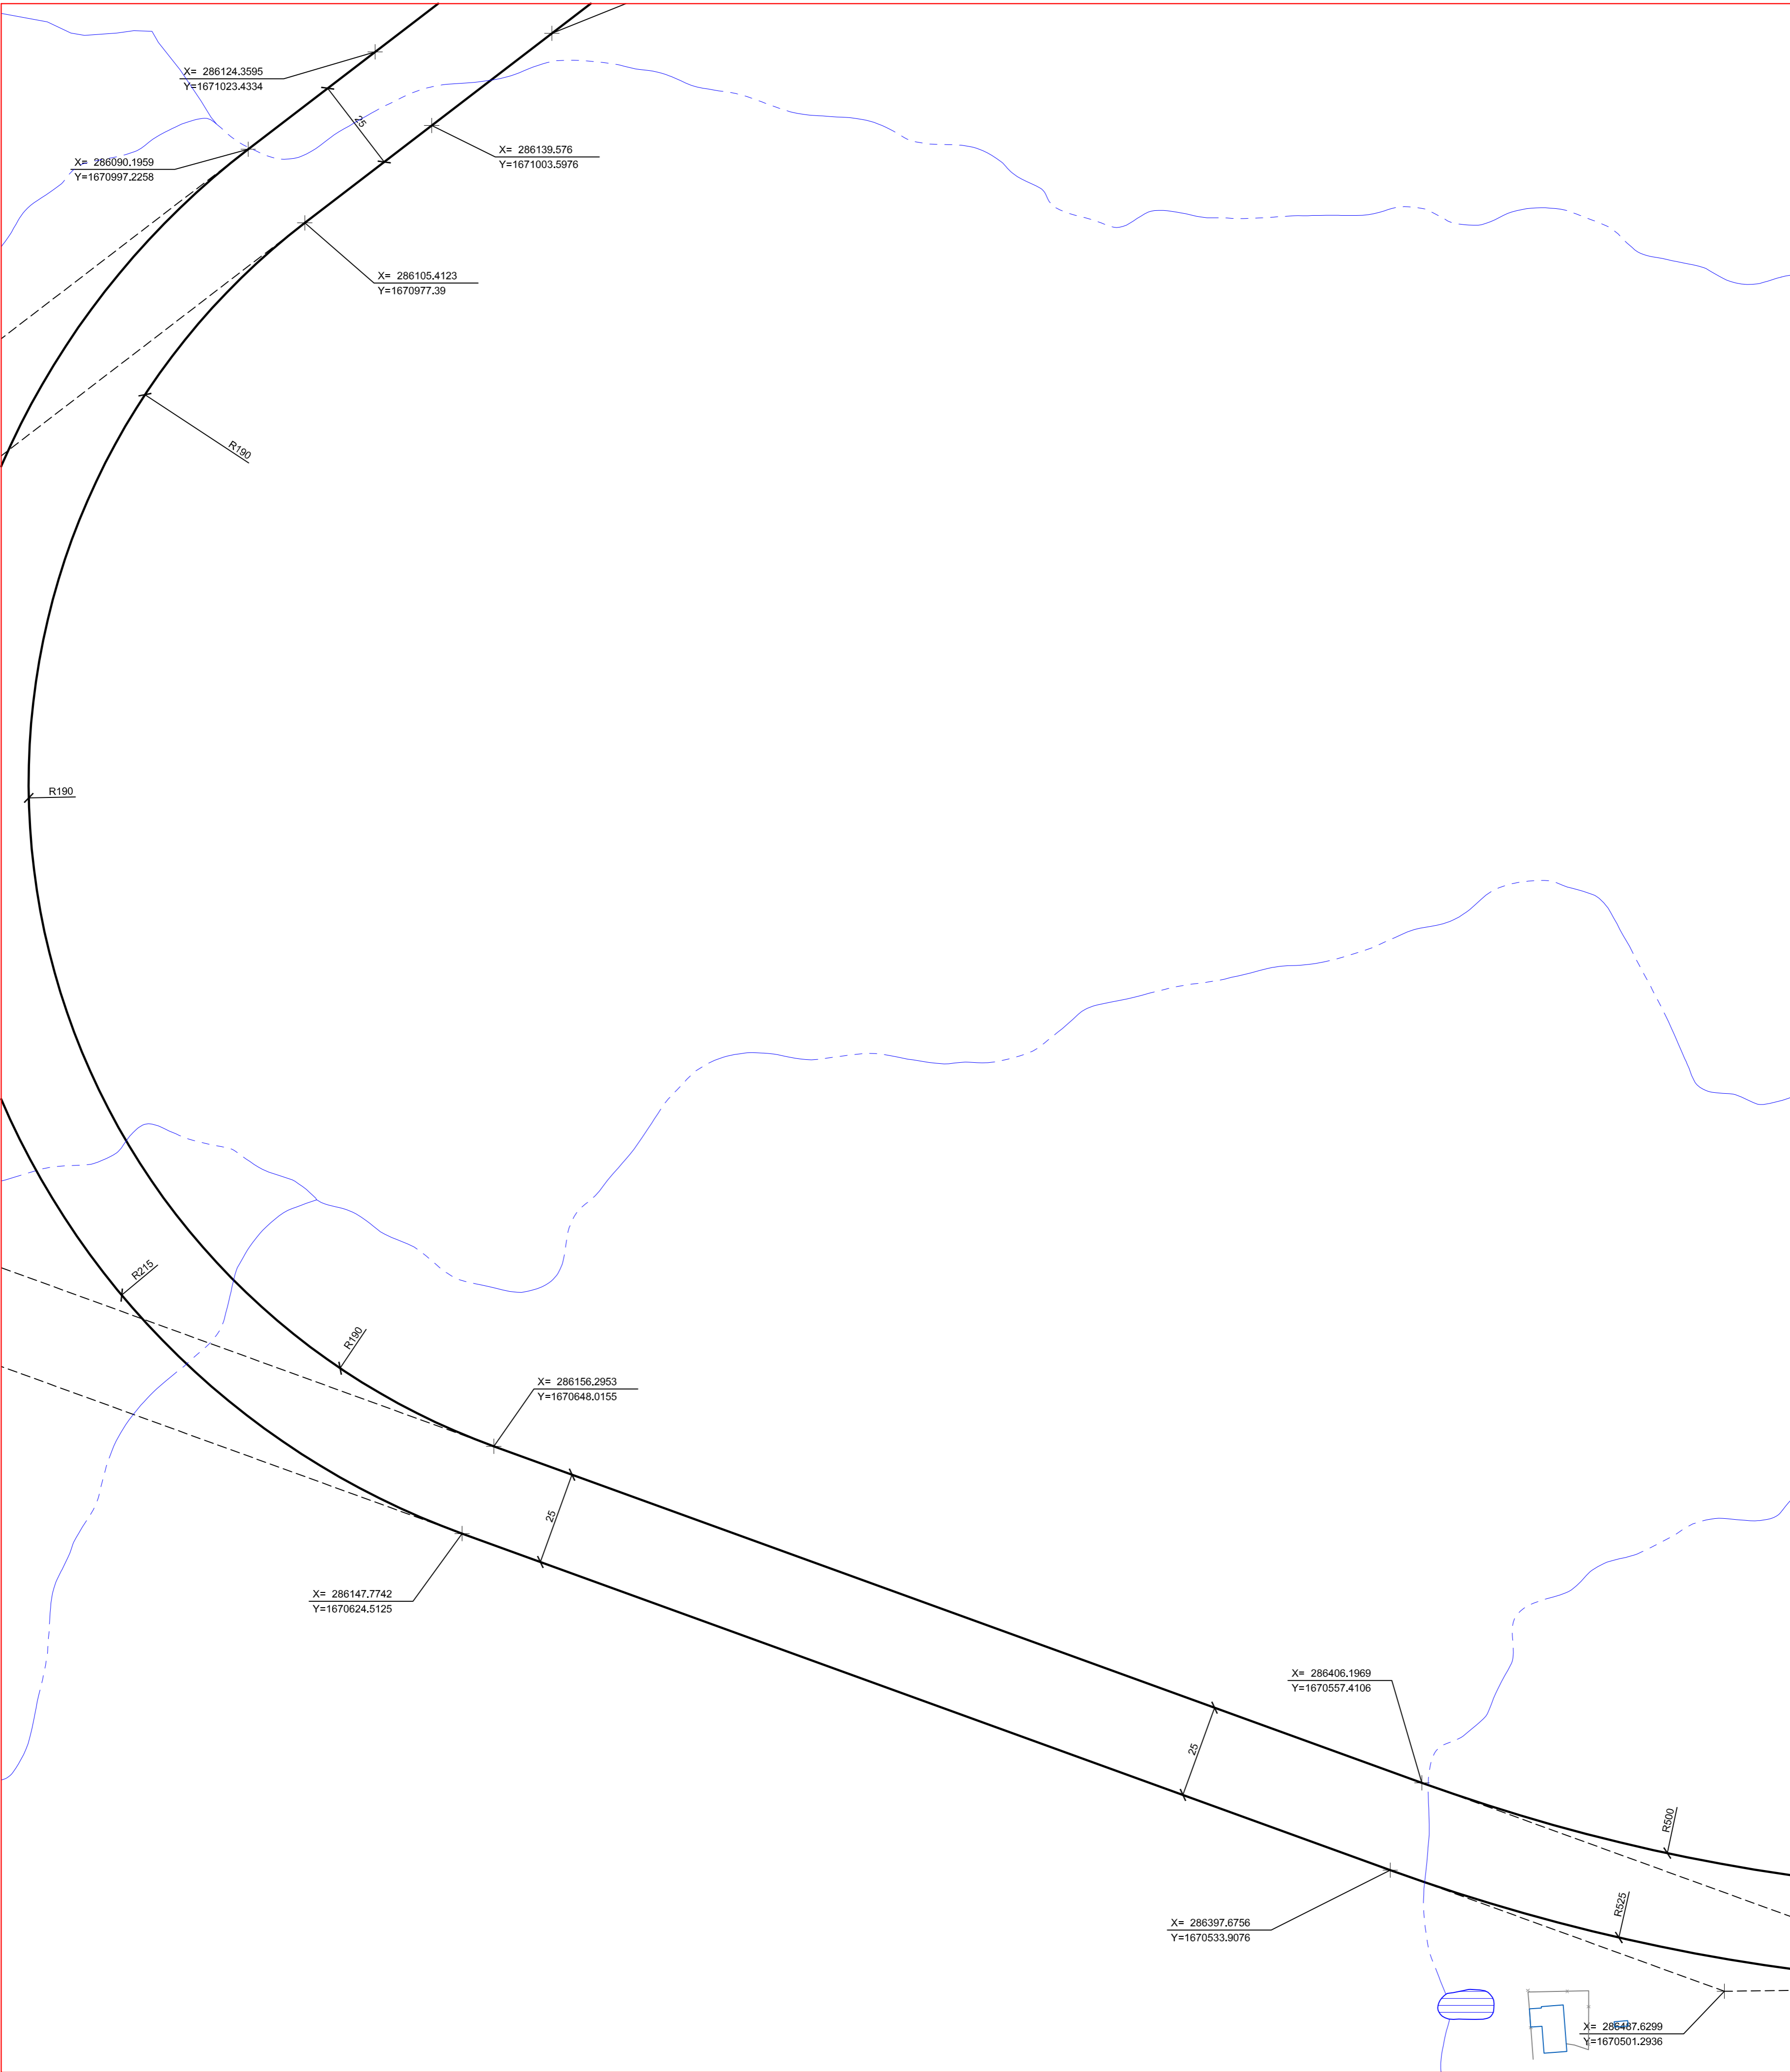 X= 286124.3595
Y=1671023.4334
25
X= 286090.1959
Y=1670997.2258
X= 286139.576
Y=1671003.5976
X= 286105.4123
Y=1670977.39
R190
R190
R215
R190
X= 286156.2953
Y=1670648.0155
25
X= 286147.7742
Y=1670624.5125
X= 286406.1969
Y=1670557.4106
25
R500
R525
X= 286397.6756
Y=1670533.9076
X= 286487.6299
Y=1670501.2936